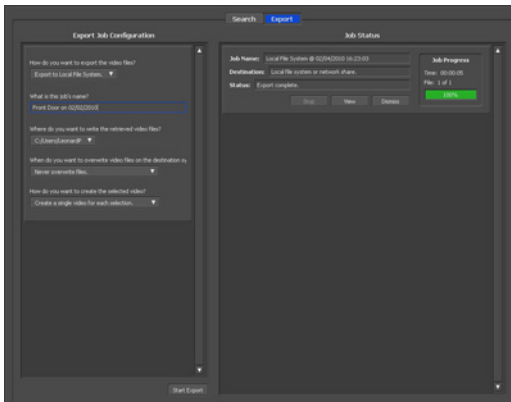 Search Export
Export Job Configuration
How do you want to export the video files?
Export to Local File System.
What is this job's name?
Front Door on 02/02/2010
Where do you want to write the retrieved video files?
C:/Users/LeonardP
When do you want to overwrite video files on the destination sy
Never overwrite files.
How do you want to create the selected video?
Create a single video for each selection.
Start Export
Job Status
Job Name: Local File System @ 02/04/2010 16:23:03
Destination: Local file system or network share.
Status: Export complete.
Stop View Dismiss
Job Progress
Time: 00:00:05
File: 1 of 1
100%